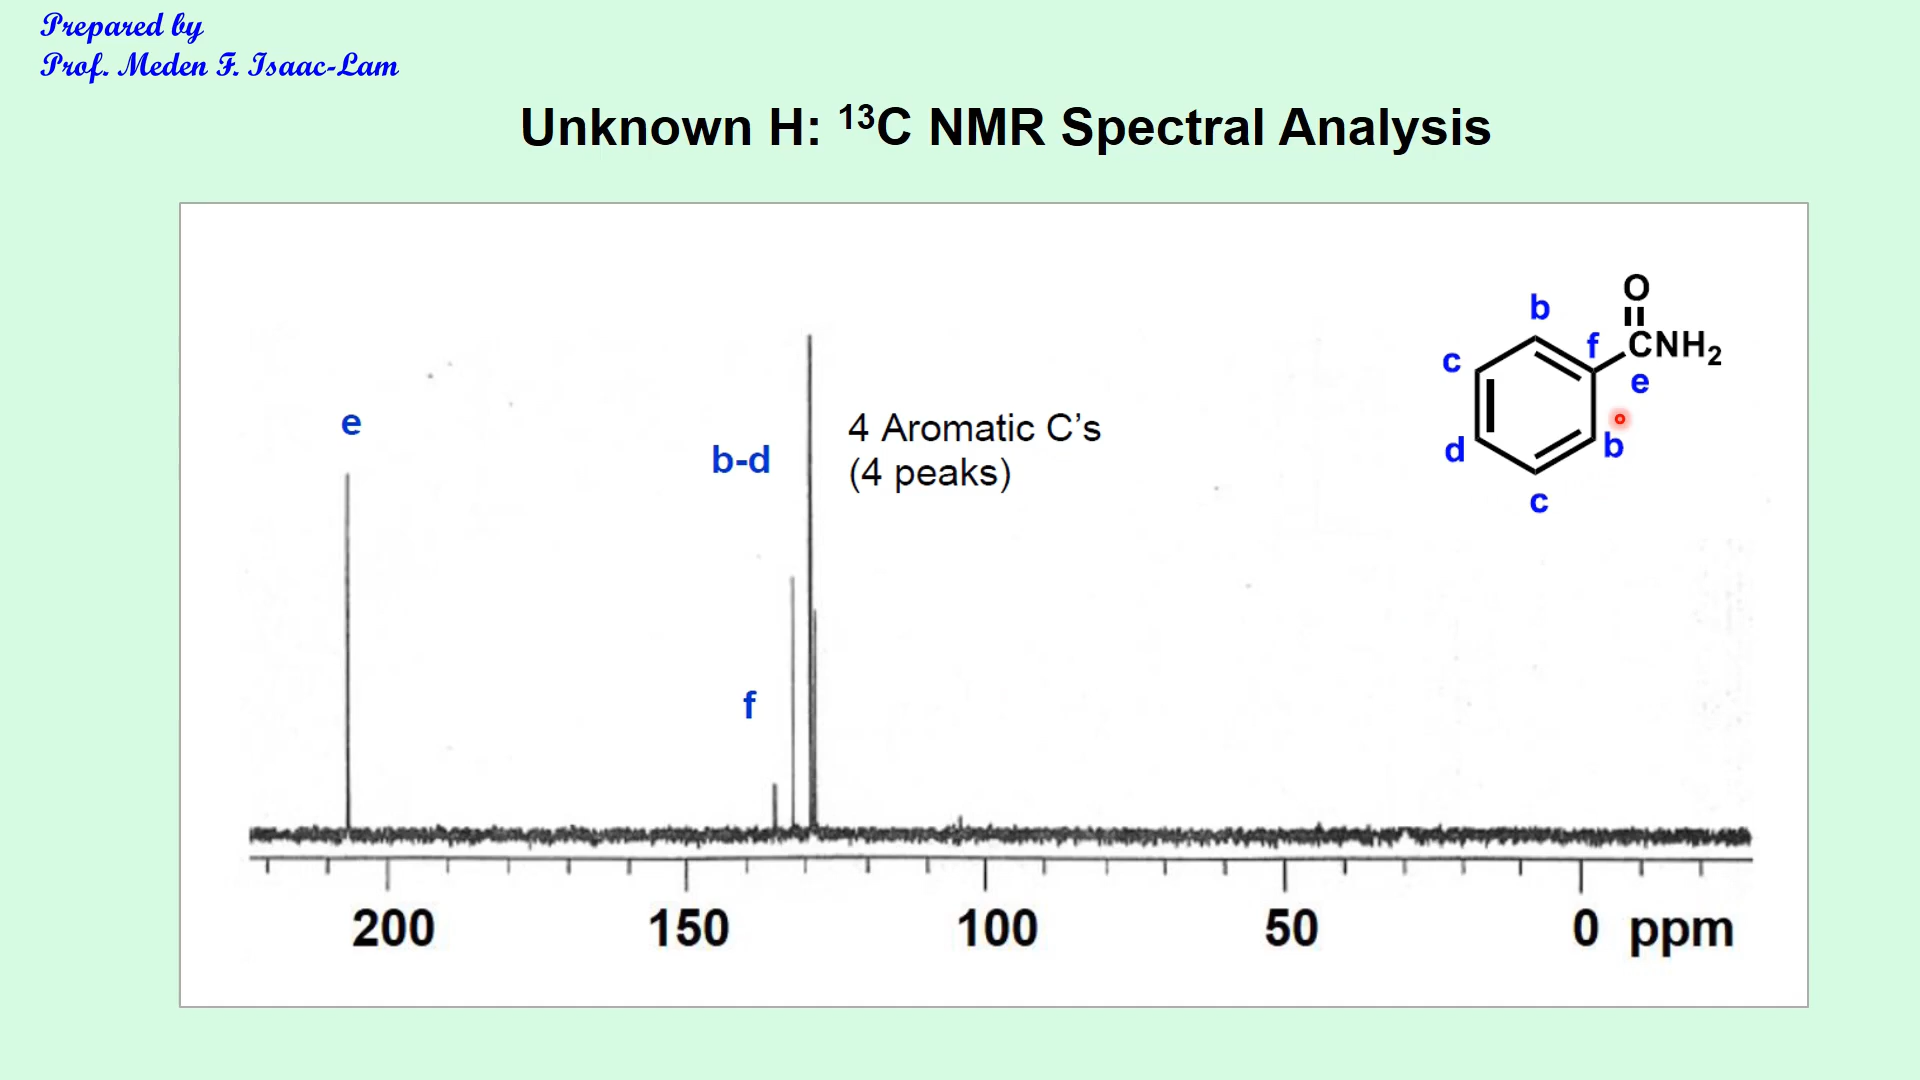 Prepared by
Prof. Meden F. Isaac-Lam
Unknown H: ¹³C NMR Spectral Analysis
O
b
f
CNH₂
c
e
e
4 Aromatic C's
b-d
(4 peaks)
b
d
c
f
200
150
100
50
0 ppm